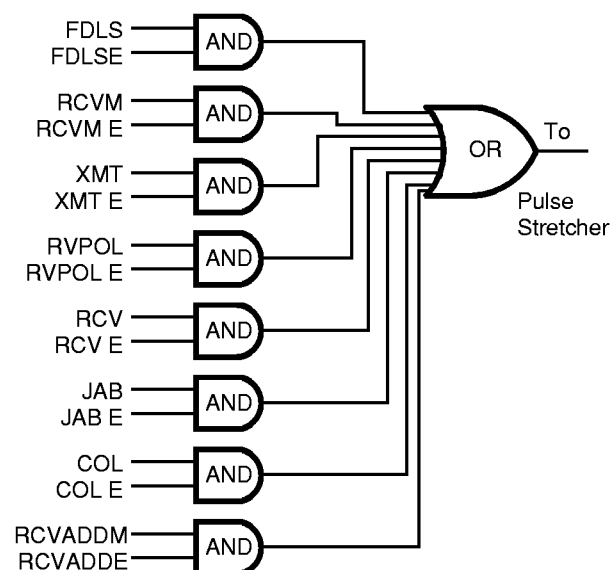 FDLS
FDLSE
AND
RCVM
RCVM E
AND
XMT
XMT E
AND
RVPOL
RVPOL E
AND
RCV
RCV E
AND
JAB
JAB E
AND
COL
COL E
AND
RCVADDM
RCVADDE
AND
OR
To
Pulse
Stretcher